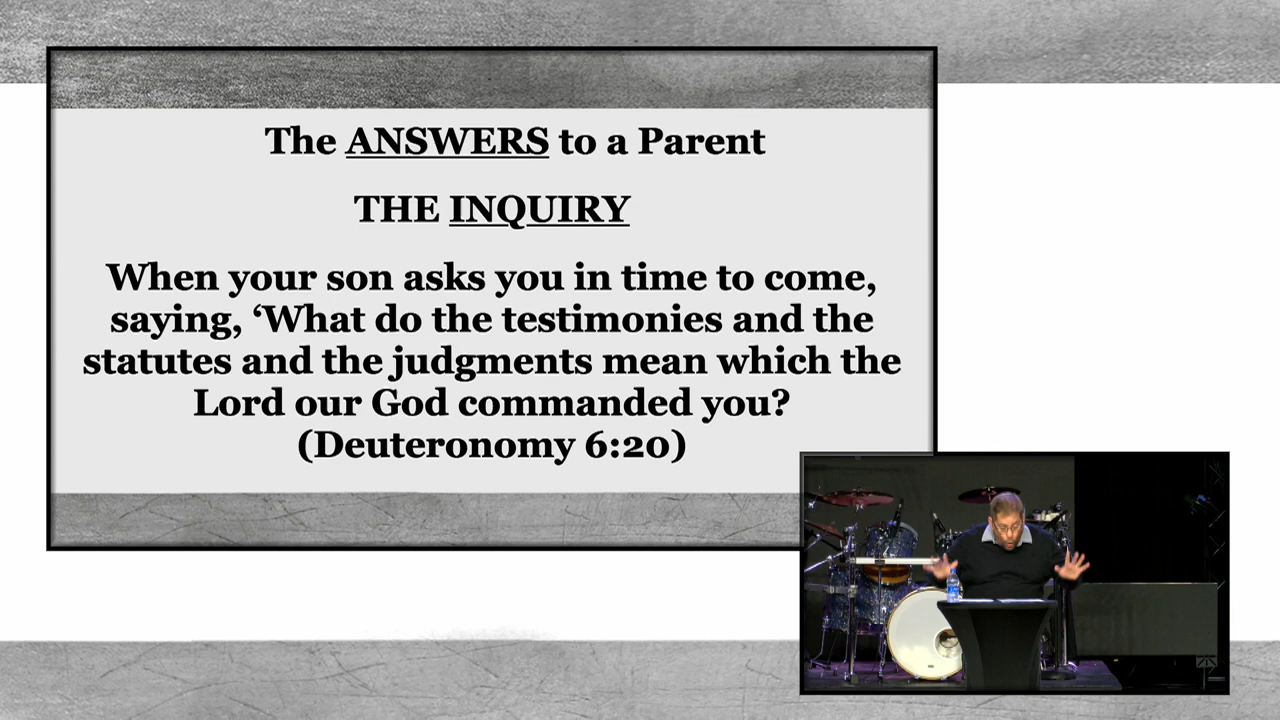 The ANSWERS to a Parent
THE INQUIRY
When your son asks you in time to come,
saying, ‘What do the testimonies and the
statutes and the judgments mean which the
Lord our God commanded you?
(Deuteronomy 6:20)